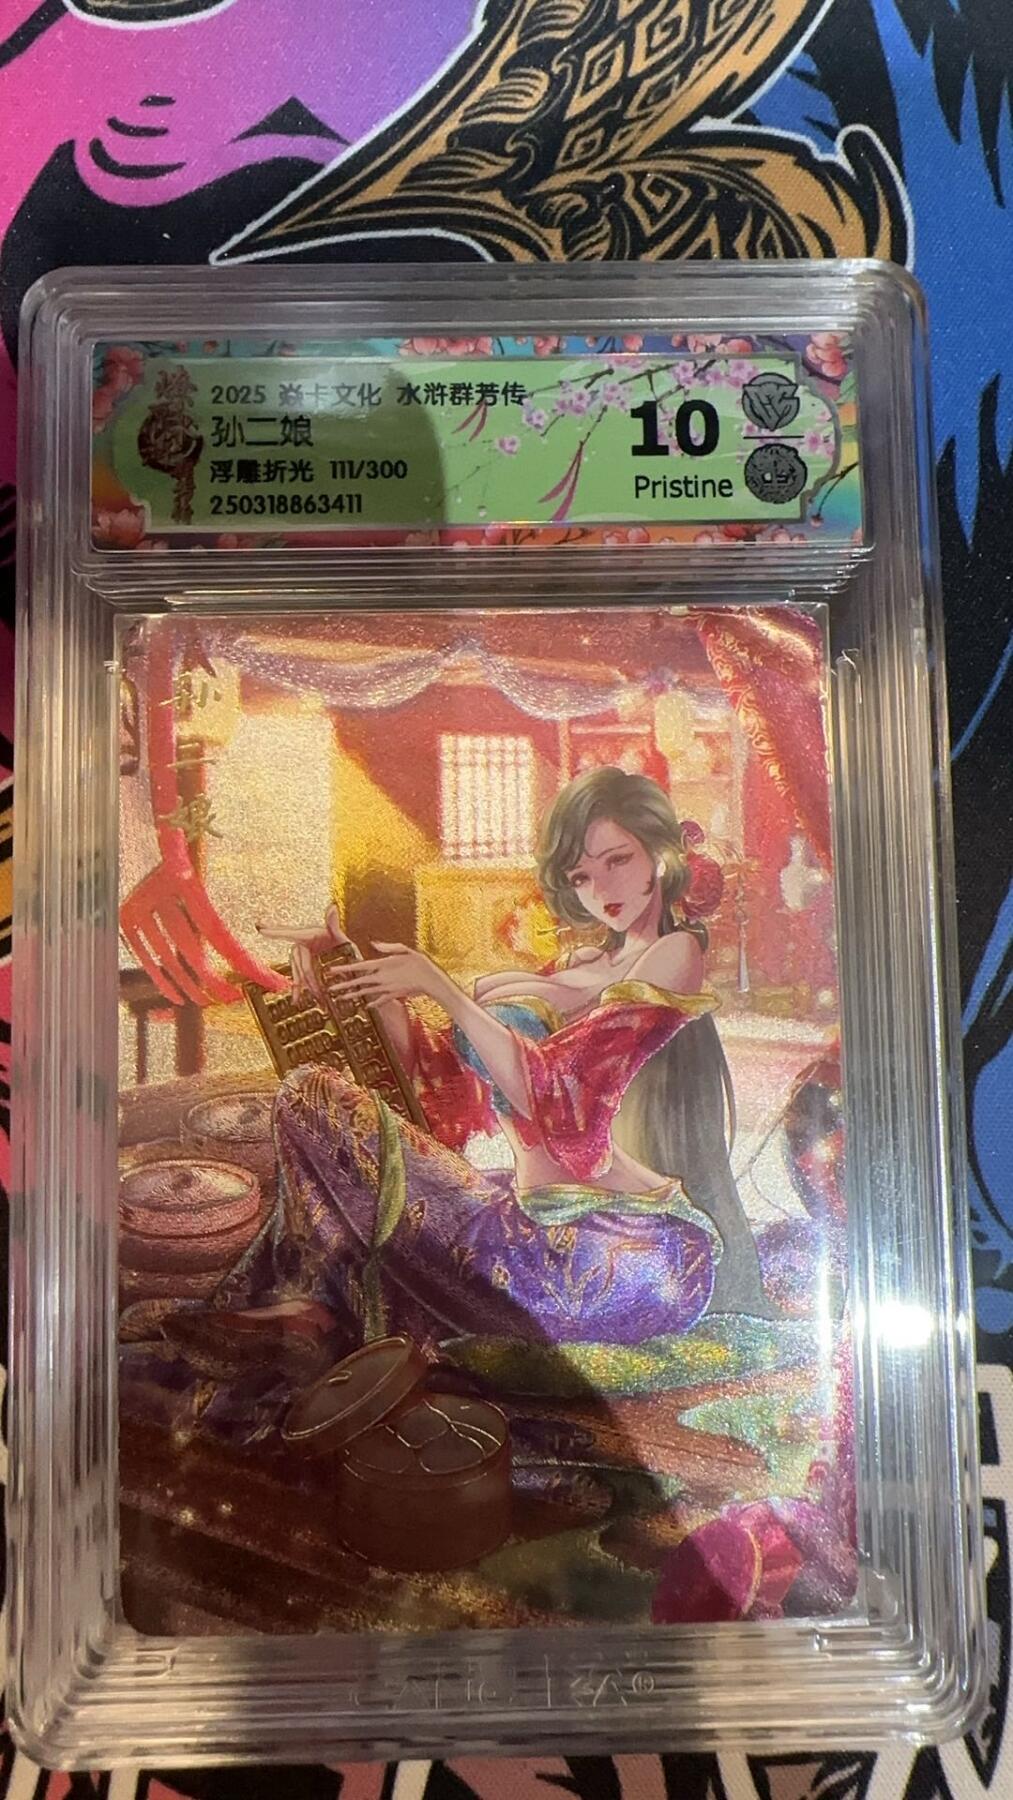 2025 焱卡文化 水浒群芳传
孙二娘
浮雕折光 111/300
250318863411
10
Pristine
孙
二
娘